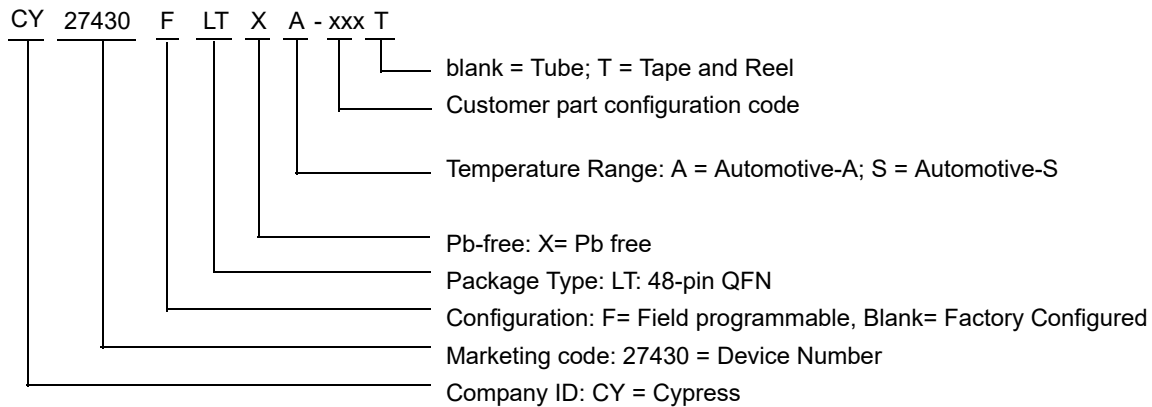 CY 27430 F LT X A - xxx T
blank = Tube; T = Tape and Reel
Customer part configuration code
Temperature Range: A = Automotive-A; S = Automotive-S
Pb-free: X= Pb free
Package Type: LT: 48-pin QFN
Configuration: F= Field programmable, Blank= Factory Configured
Marketing code: 27430 = Device Number
Company ID: CY = Cypress